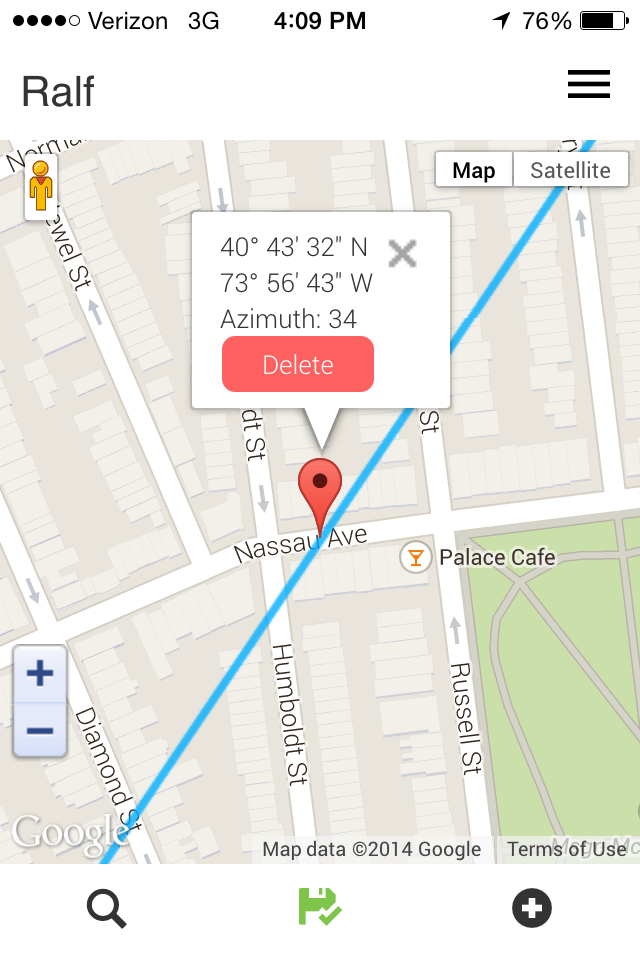 Verizon 3G 4:09 PM 76%
Ralf
Map Satellite
40° 43' 32" N
73° 56' 43" W
Azimuth: 34
Delete
dt St
St
Nassau Ave
Palace Cafe
Humboldt St
Russell St
Diamond St
Google
Map data ©2014 Google Terms of Use